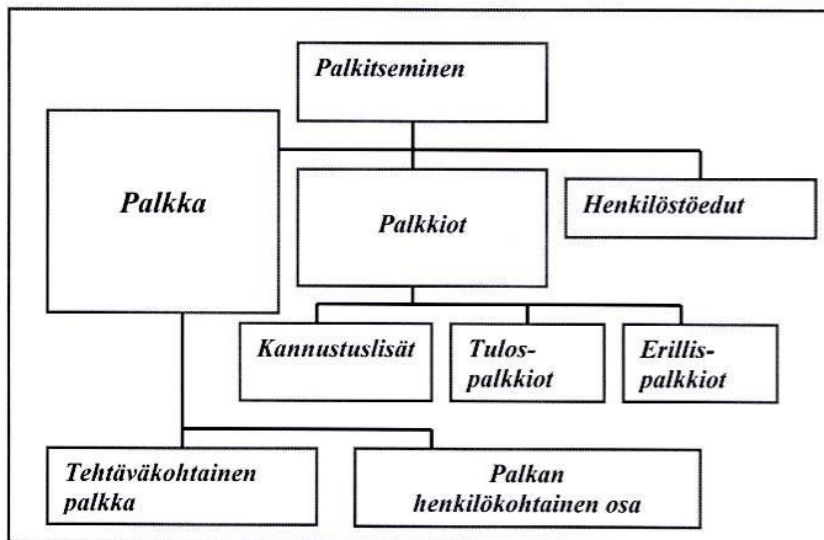 Palkitseminen
Palkka
Palkkiot
Henkilöstöedut
Kannustuslisät
Tulos-
palkkiot
Erillis-
palkkiot
Tehtäväkohtainen
palkka
Palkan
henkilökohtainen osa